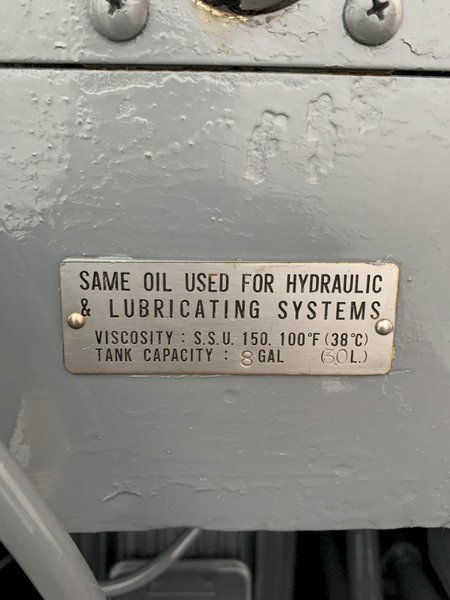 SAME OIL USED FOR HYDRAULIC
& LUBRICATING SYSTEMS
VISCOSITY : S.S.U. 150. 100°F (38°C)
TANK CAPACITY : 8 GAL (30L.)